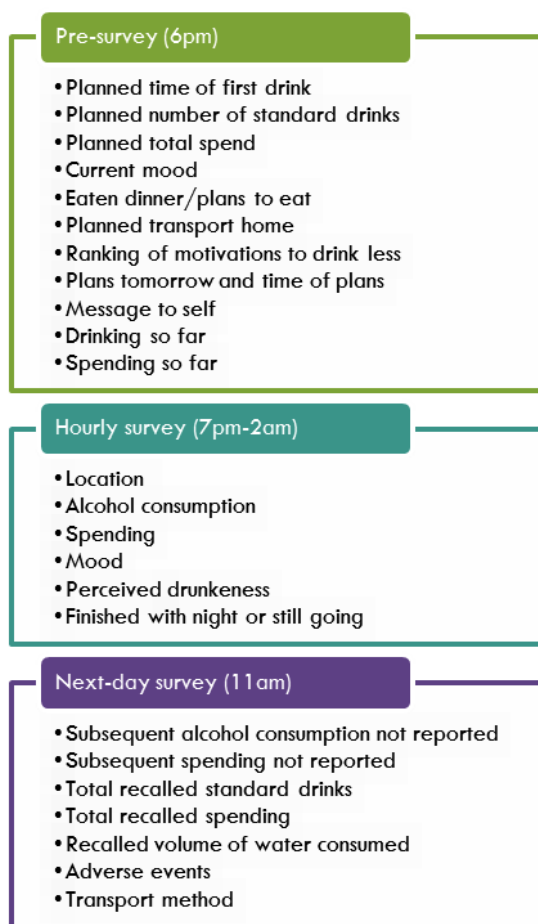 Pre-survey (6pm)
• Planned time of first drink
• Planned number of standard drinks
• Planned total spend
• Current mood
• Eaten dinner/plans to eat
• Planned transport home
• Ranking of motivations to drink less
• Plans tomorrow and time of plans
• Message to self
• Drinking so far
• Spending so far
Hourly survey (7pm-2am)
• Location
• Alcohol consumption
• Spending
• Mood
• Perceived drunkeness
• Finished with night or still going
Next-day survey (11am)
• Subsequent alcohol consumption not reported
• Subsequent spending not reported
• Total recalled standard drinks
• Total recalled spending
• Recalled volume of water consumed
• Adverse events
• Transport method